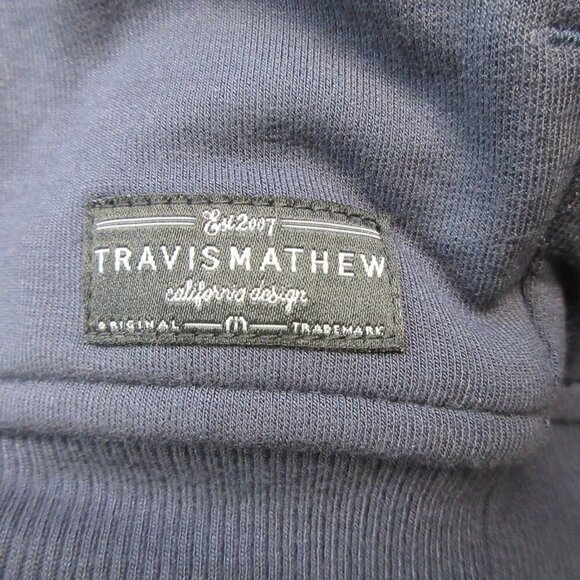 Est 2007
TRAVISMATHEW
california design
ORIGINAL m TRADEMARK